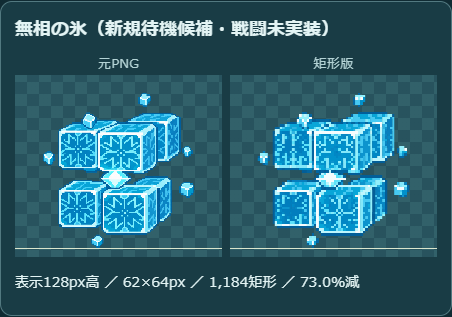 無相の氷（新規待機候補・戦闘未実装）
元PNG
矩形版
表示128px高 ／ 62×64px ／ 1,184矩形 ／ 73.0%減